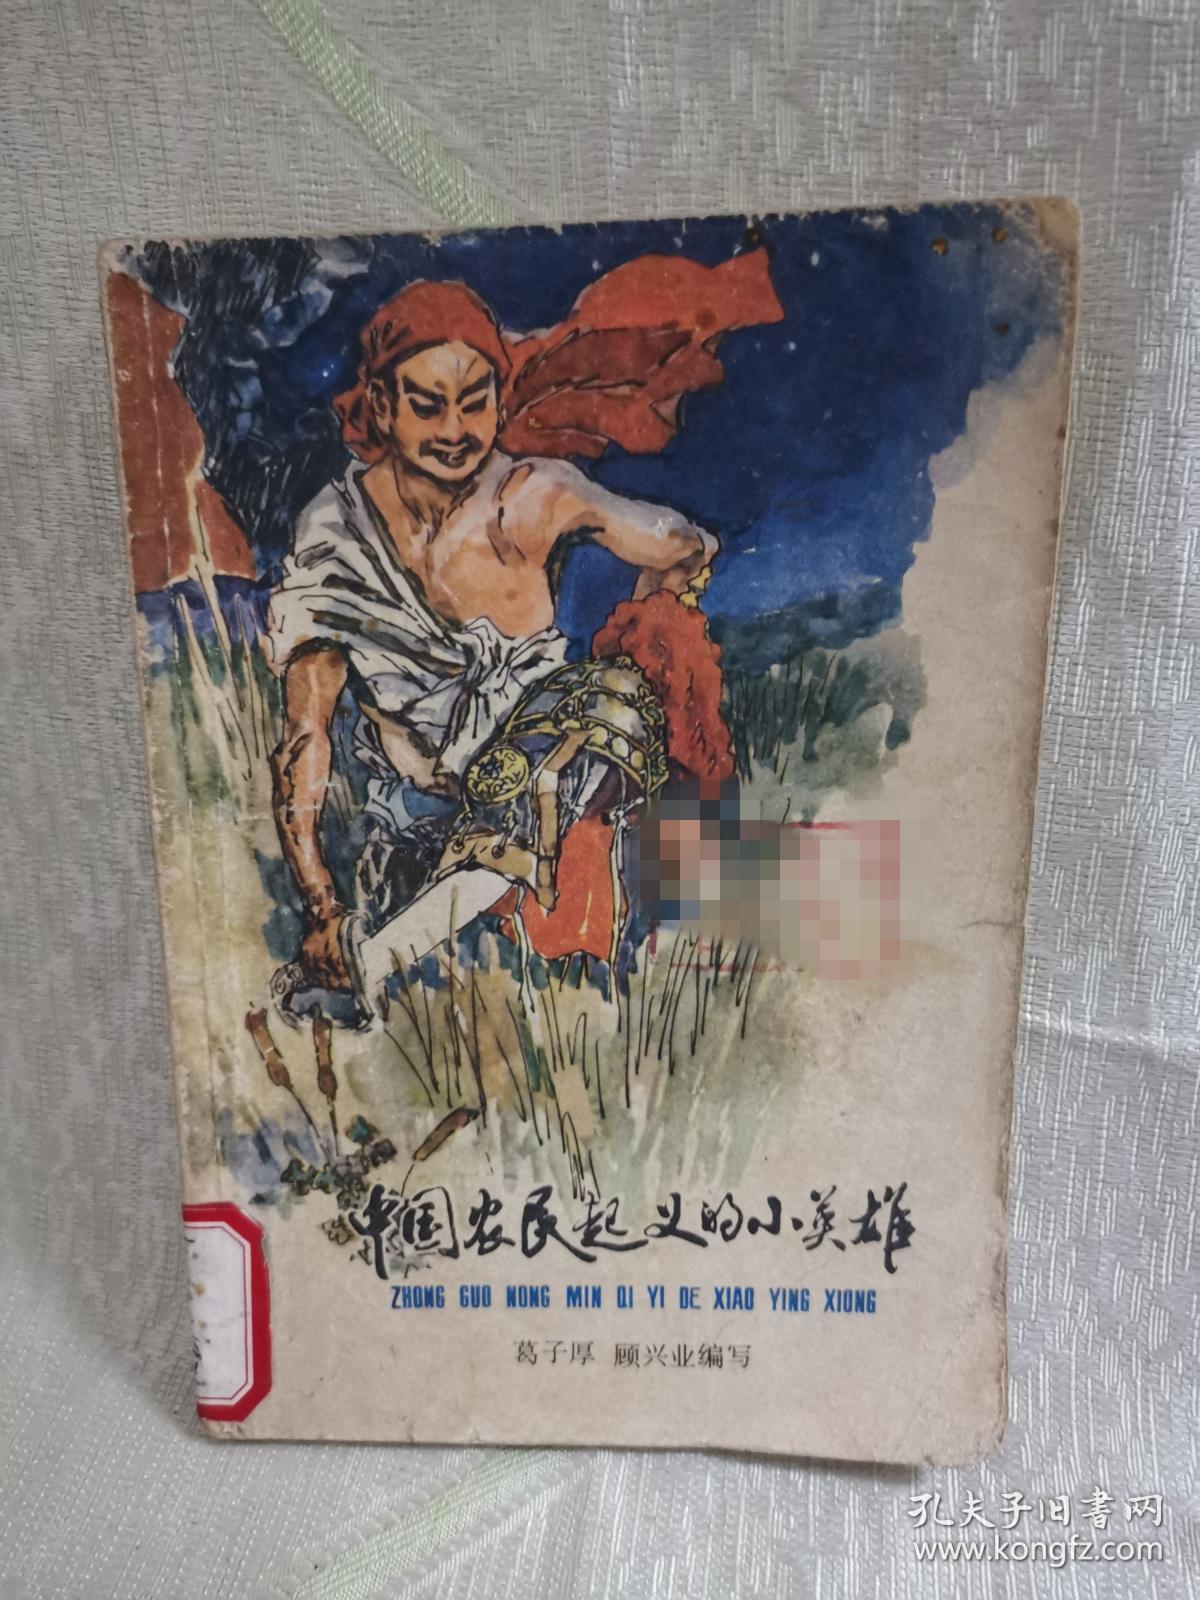 中国农民起义的小英雄
ZHONG GUO NONG MIN QI YI DE XIAO YING XIONG
葛子厚 顾兴业编写
孔夫子旧書网
www.kongfz.com